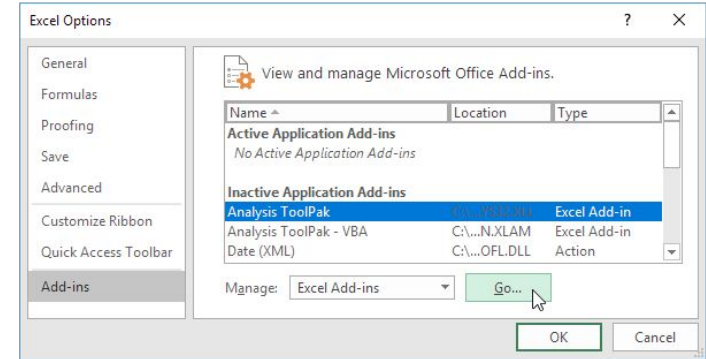 Excel Options ? ×
General
Formulas
Proofing
Save
Advanced
Customize Ribbon
Quick Access Toolbar
Add-ins
View and manage Microsoft Office Add-ins.
Name Location Type
Active Application Add-ins
No Active Application Add-ins
Inactive Application Add-ins
Analysis ToolPak Excel Add-in
Analysis ToolPak - VBA C:\...N.XLAM Excel Add-in
Date (XML) C:\...OFL.DLL Action
Manage: Excel Add-ins Go...
OK Cancel